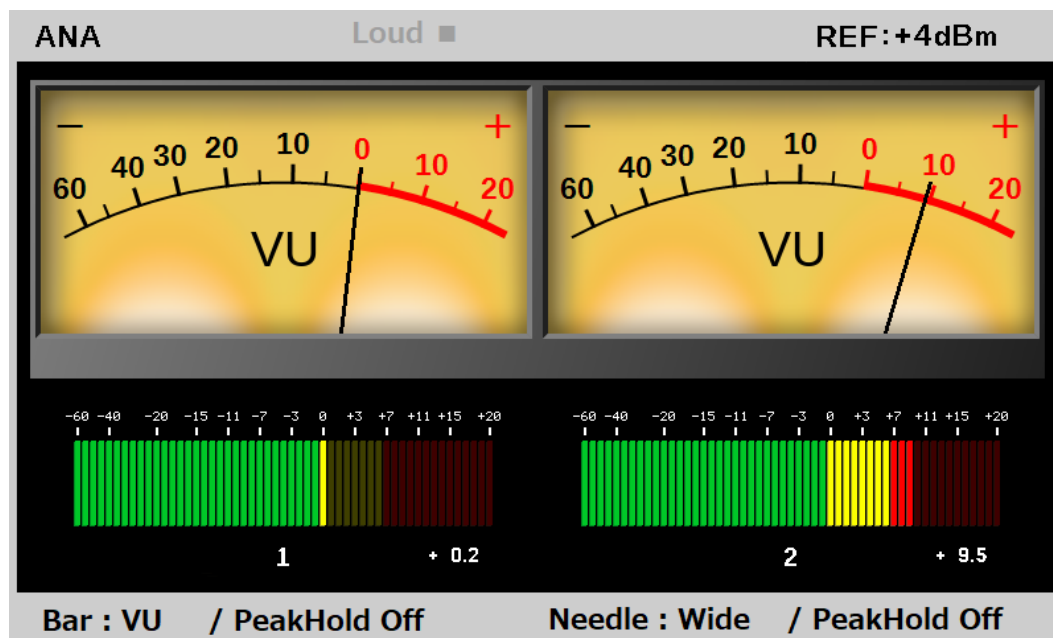 ANA Loud ■ REF:+4dBm
− + − +
60 40 30 20 10 0 10 20 60 40 30 20 10 0 10 20
VU VU
-60 -40 -20 -15 -11 -7 -3 0 +3 +7 +11 +15 +20 -60 -40 -20 -15 -11 -7 -3 0 +3 +7 +11 +15 +20
1 + 0.2 2 + 9.5
Bar : VU / PeakHold Off Needle : Wide / PeakHold Off